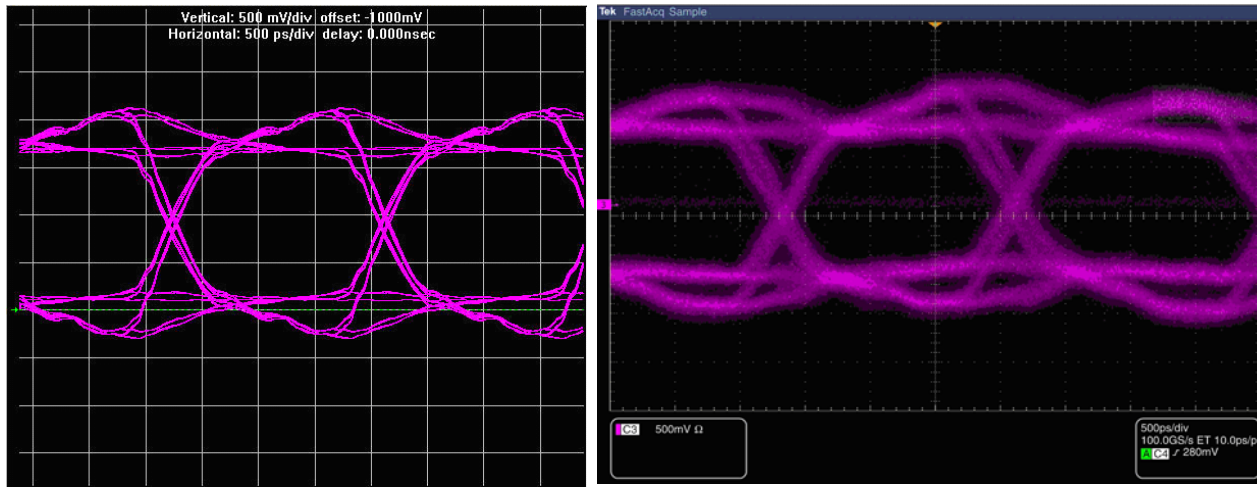 Vertical: 500 mV/div offset: -1000mV
Horizontal: 500 ps/div delay: 0.000nsec
Tek FastAcq Sample
3
C3 500mV Ω
500ps/div
100.0GS/s ET 10.0ps/p
A C4 ∫ 280mV